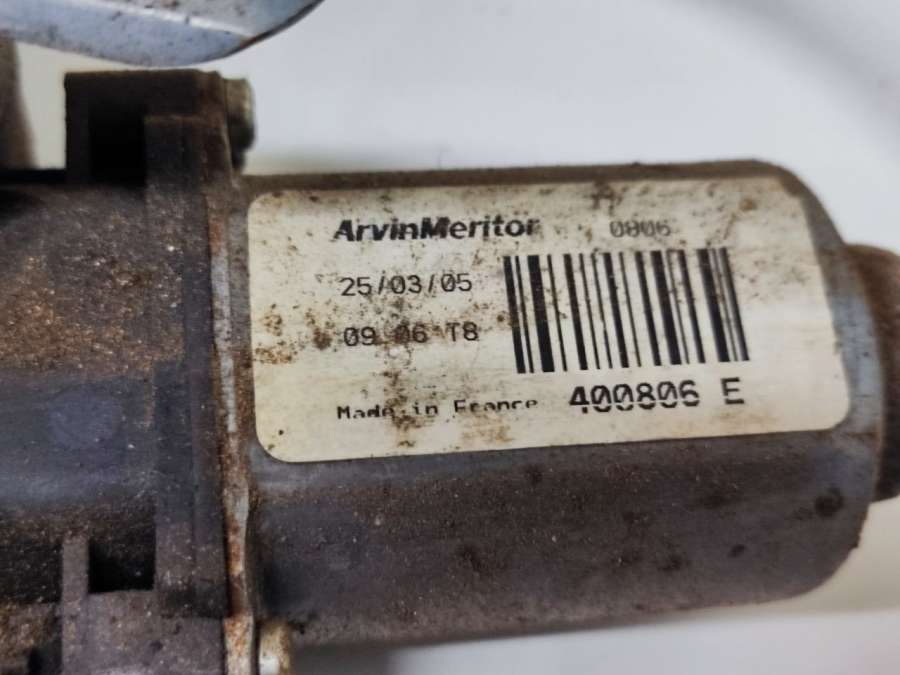 ArvinMeritor 0806
25/03/05
09 06 T8
Made in France 400806 E